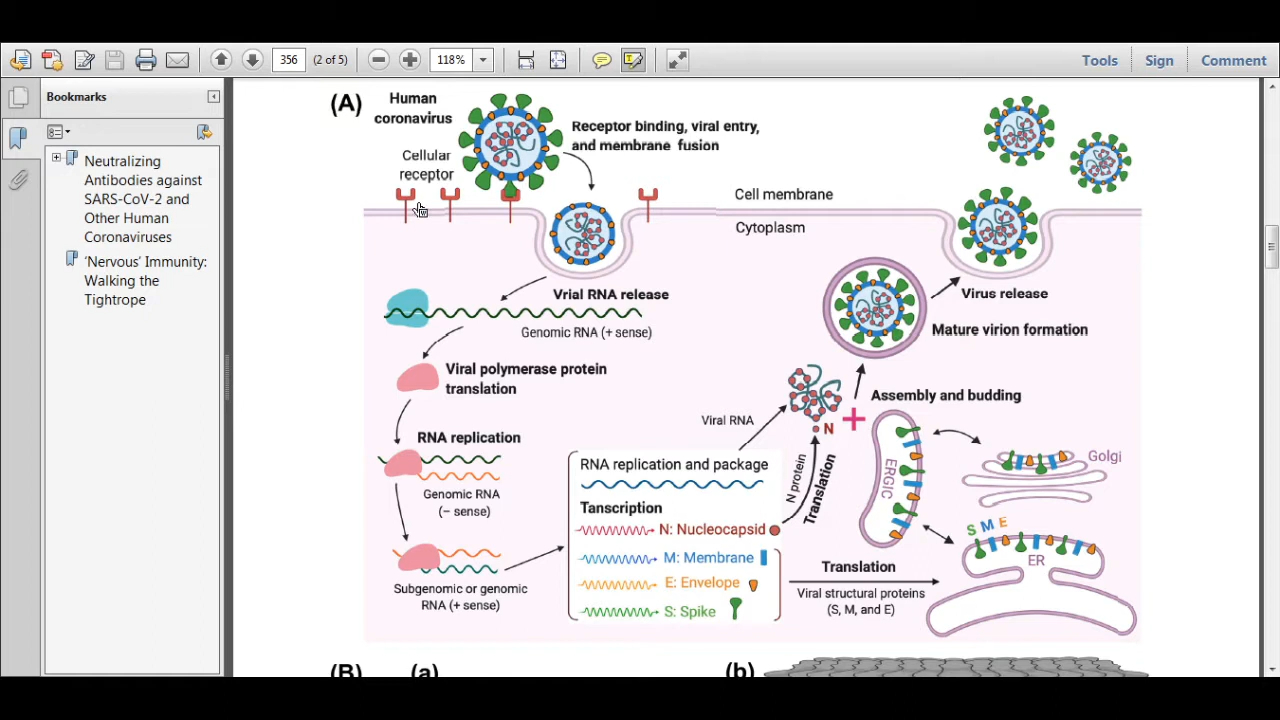 356
(2 of 5)
118%
Tools
Sign
Comment
Bookmarks
Neutralizing
Antibodies against
SARS-CoV-2 and
Other Human
Coronaviruses
'Nervous' Immunity:
Walking the
Tightrope
(A)
Human
coronavirus
Receptor binding, viral entry,
and membrane fusion
Cellular
receptor
Cell membrane
Cytoplasm
Vrial RNA release
Genomic RNA (+ sense)
Virus release
Mature virion formation
Viral polymerase protein
translation
Assembly and budding
Viral RNA
N
RNA replication
Genomic RNA
(− sense)
RNA replication and package
N protein
Translation
ERGIC
Golgi
Tanscription
N: Nucleocapsid
M: Membrane
E: Envelope
S: Spike
S M E
ER
Translation
Viral structural proteins
(S, M, and E)
Subgenomic or genomic
RNA (+ sense)
(B)
(a)
(b)